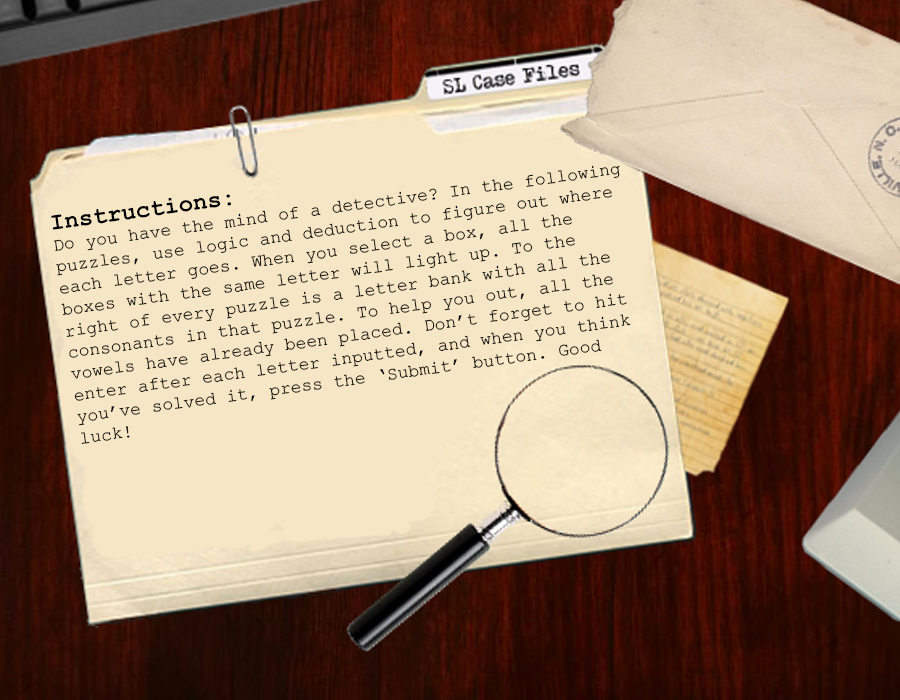 SL Case Files
Instructions:
Do you have the mind of a detective? In the following
puzzles, use logic and deduction to figure out where
each letter goes. When you select a box, all the
boxes with the same letter will light up. To the
right of every puzzle is a letter bank with all the
consonants in that puzzle. To help you out, all the
vowels have already been placed. Don't forget to hit
enter after each letter inputted, and when you think
you've solved it, press the ‘Submit’ button. Good
luck!
VILLE, N. C.